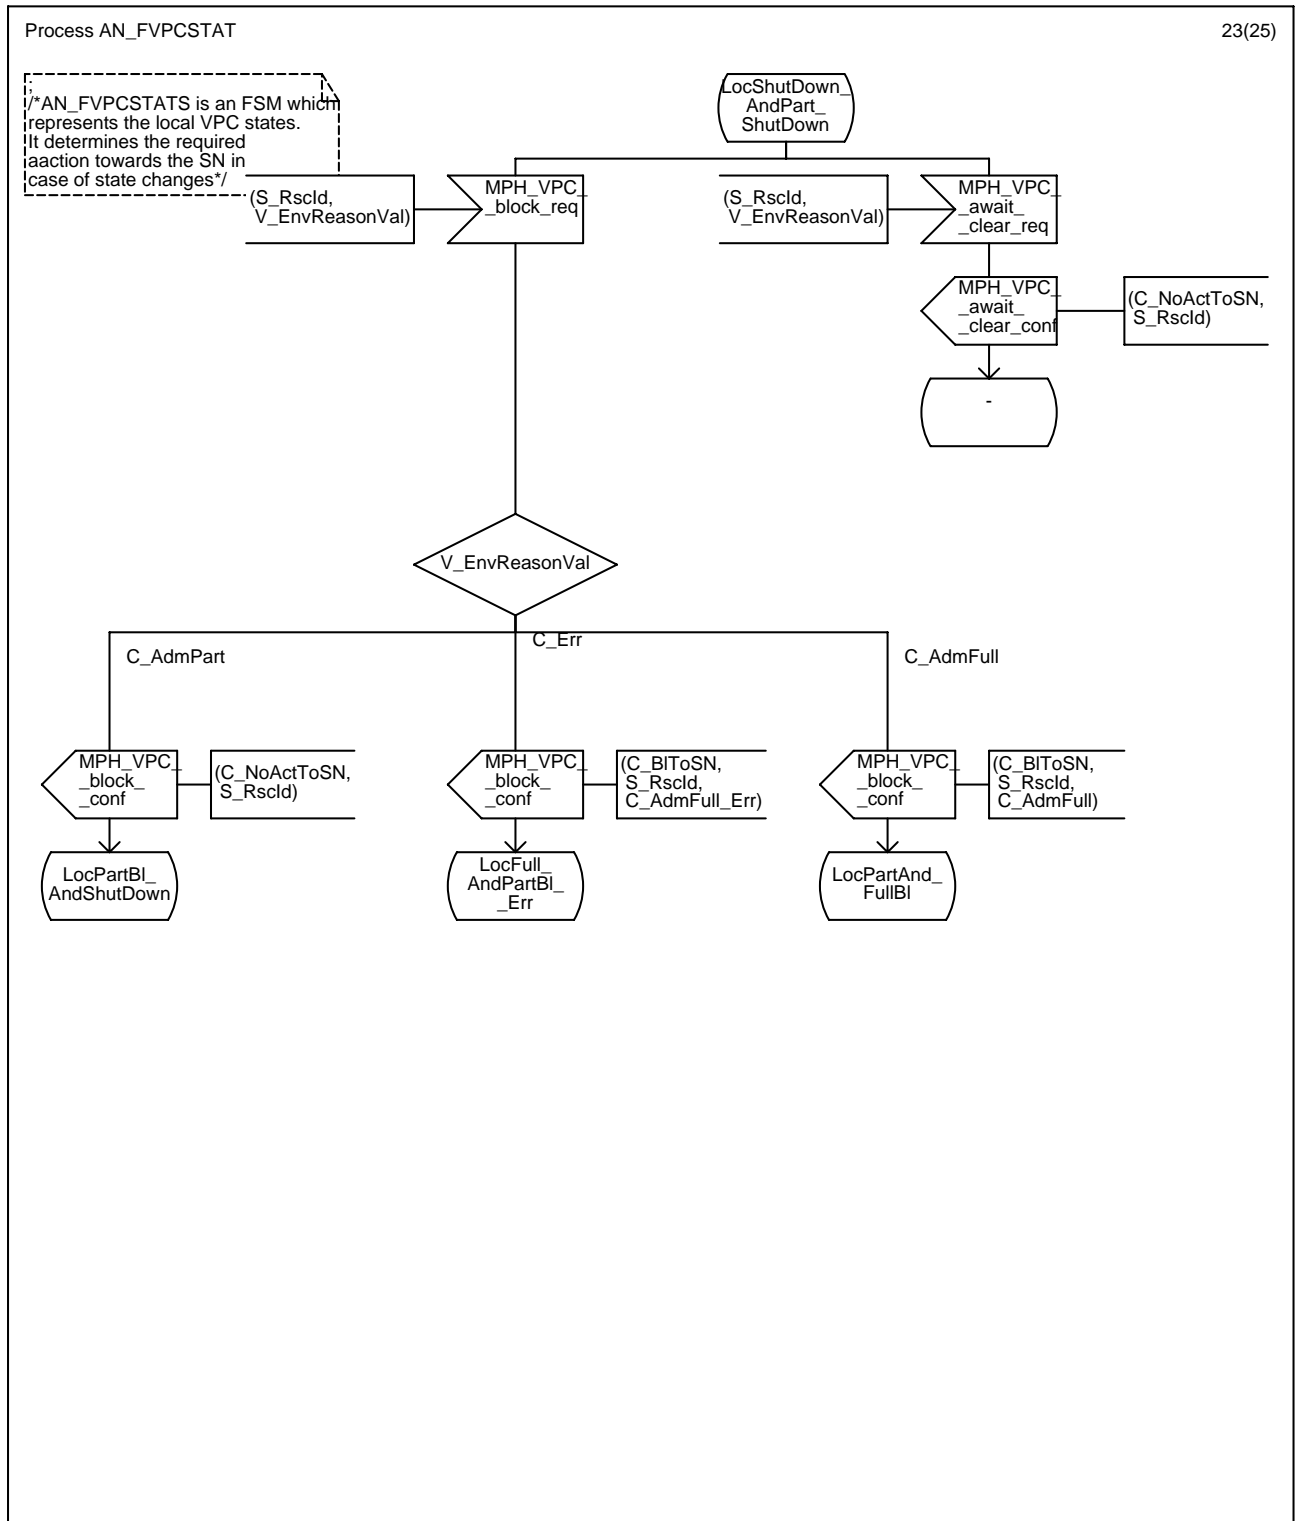 Process AN_FVPCSTAT
23(25)
;
/*AN_FVPCSTATS is an FSM which
represents the local VPC states.
It determines the required
aaction towards the SN in
case of state changes*/
LocShutDown_
AndPart_
ShutDown
(S_RscId,
V_EnvReasonVal)
MPH_VPC_
_block_req
(S_RscId,
V_EnvReasonVal)
MPH_VPC_
_await_
_clear_req
MPH_VPC_
_await_
_clear_conf
(C_NoActToSN,
S_RscId)
-
V_EnvReasonVal
C_AdmPart
C_Err
C_AdmFull
MPH_VPC_
_block_
_conf
(C_NoActToSN,
S_RscId)
MPH_VPC_
_block_
_conf
(C_BlToSN,
S_RscId,
C_AdmFull_Err)
MPH_VPC_
_block_
_conf
(C_BlToSN,
S_RscId,
C_AdmFull)
LocPartBl_
AndShutDown
LocFull_
AndPartBl_
_Err
LocPartAnd_
FullBl